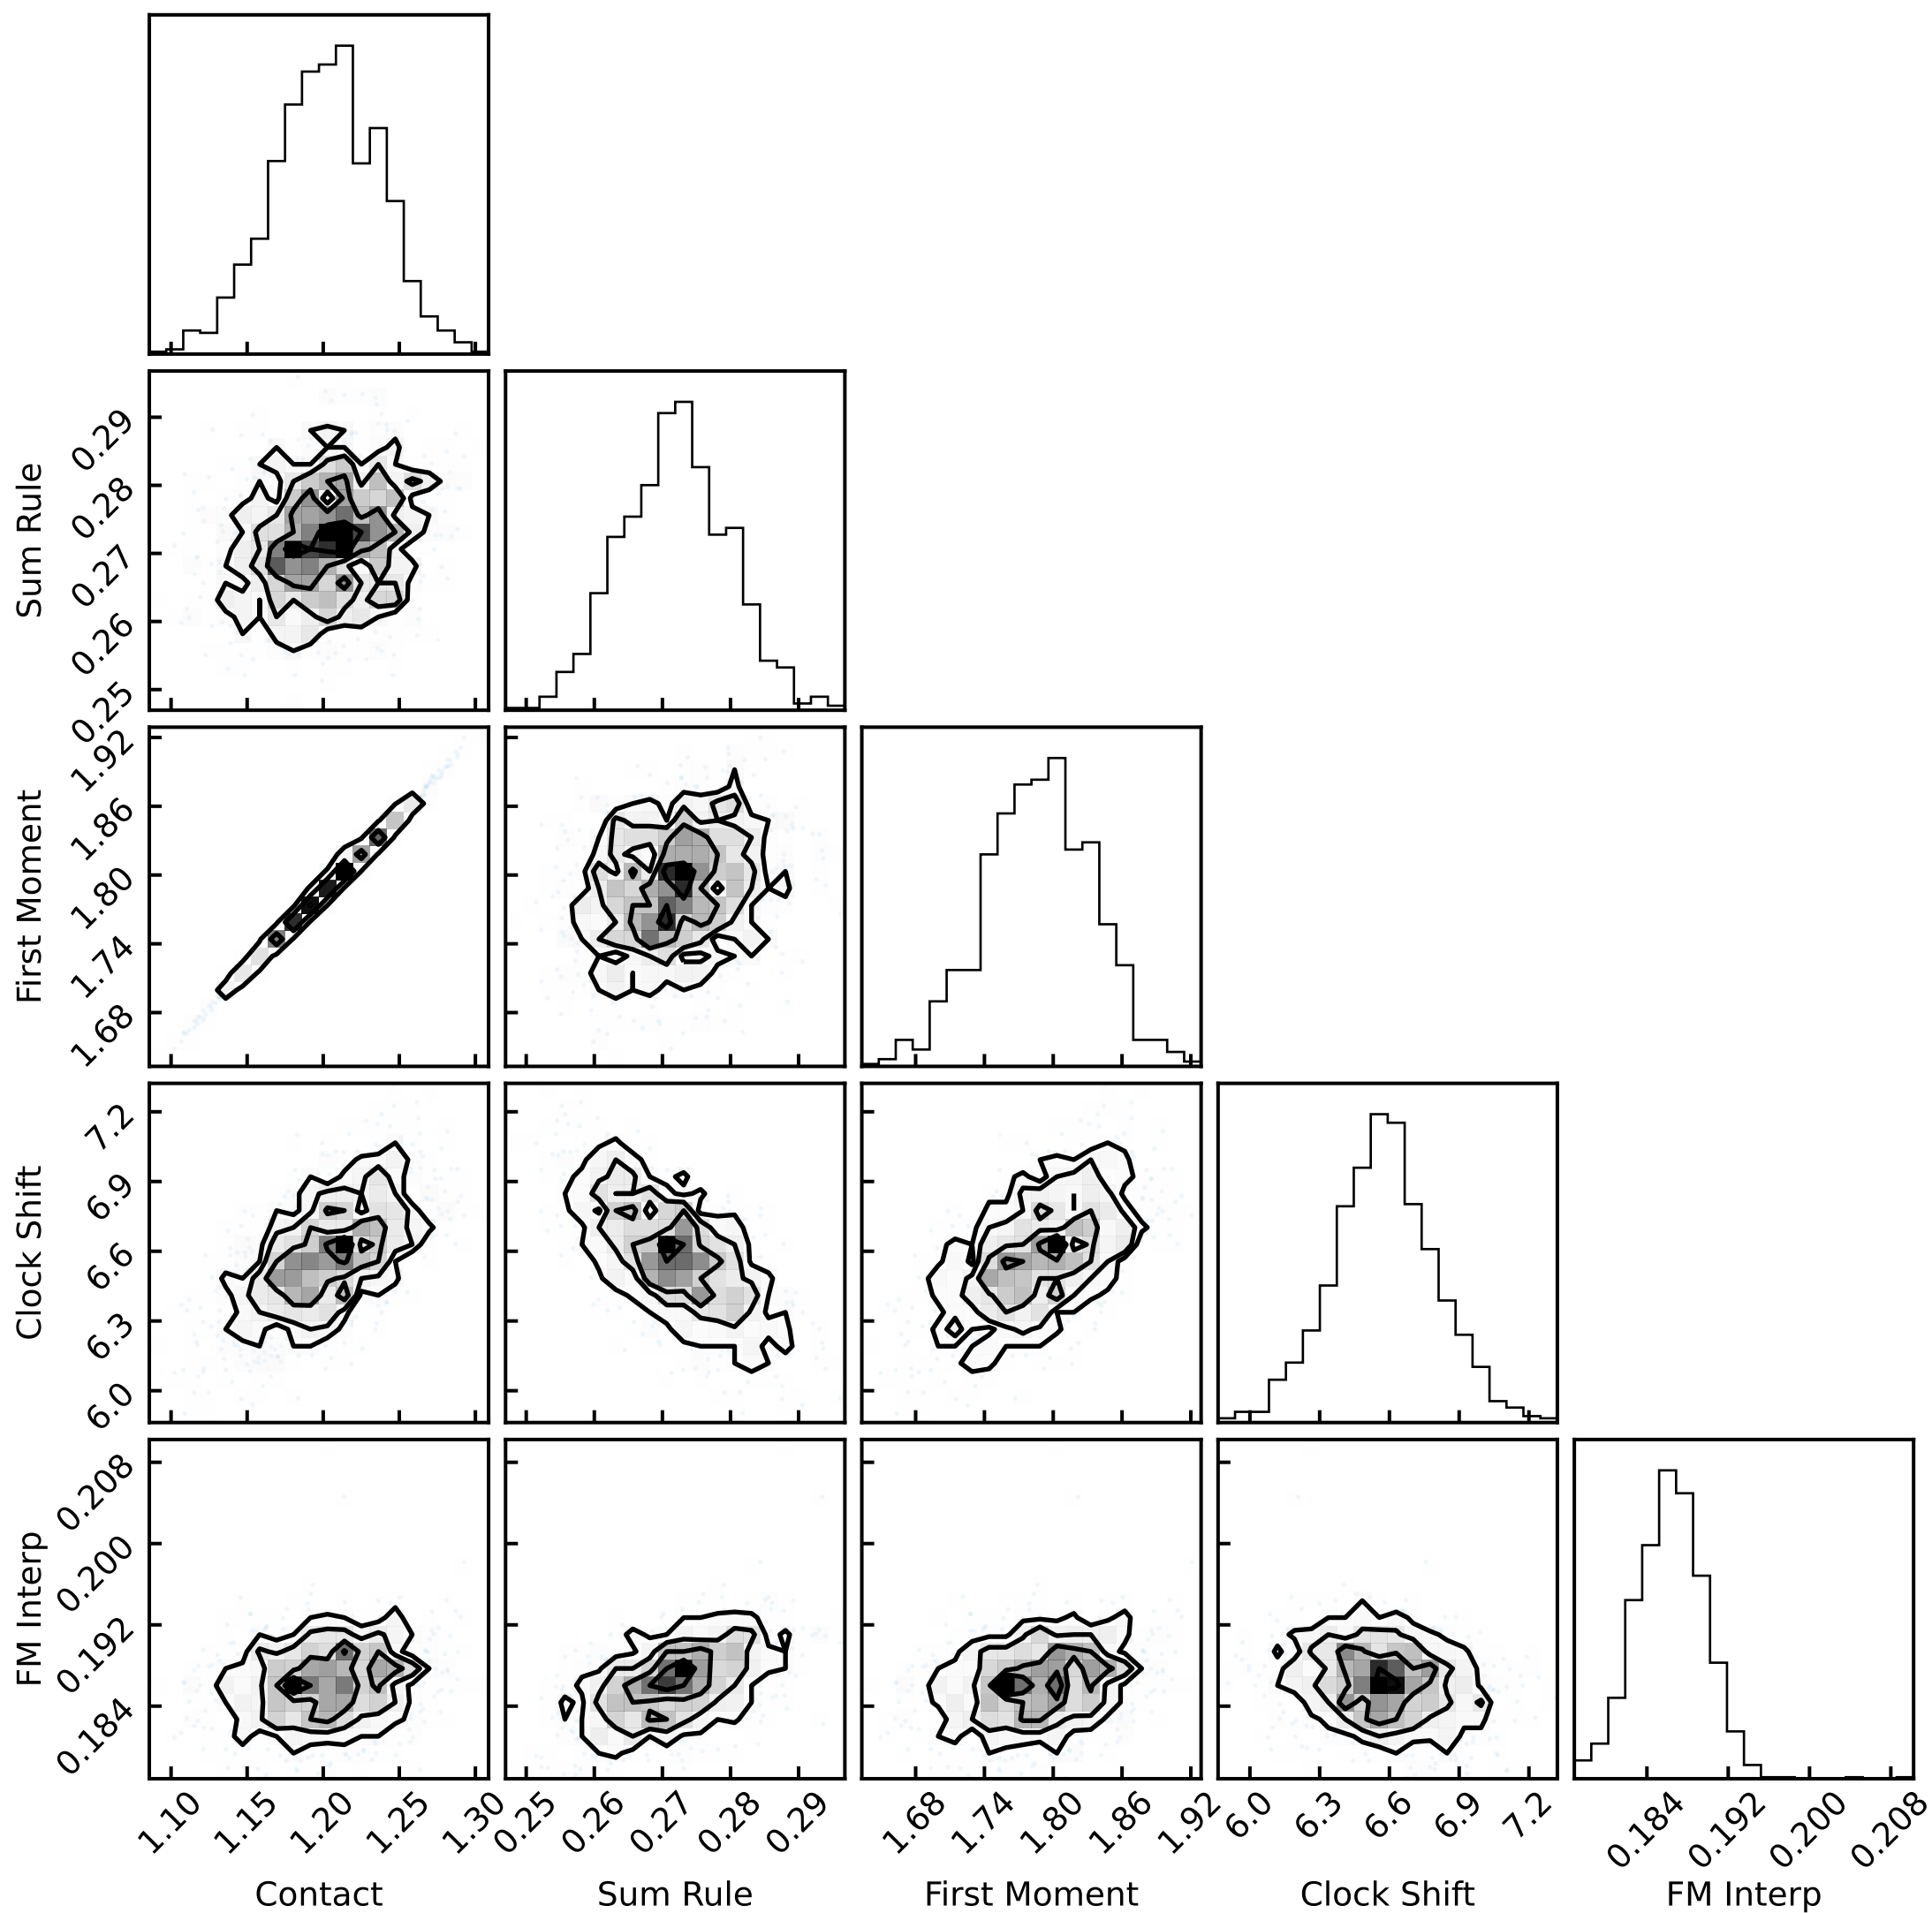 0.29
0.28
0.27
0.26
0.25
Sum Rule
1.92
1.86
1.80
1.74
1.68
First Moment
7.2
6.9
6.6
6.3
6.0
Clock Shift
0.208
0.200
0.192
0.184
FM Interp
1.10 1.15 1.20 1.25 1.30
Contact
0.25 0.26 0.27 0.28 0.29
Sum Rule
1.68 1.74 1.80 1.86 1.92
First Moment
6.0 6.3 6.6 6.9 7.2
Clock Shift
0.184 0.192 0.200 0.208
FM Interp